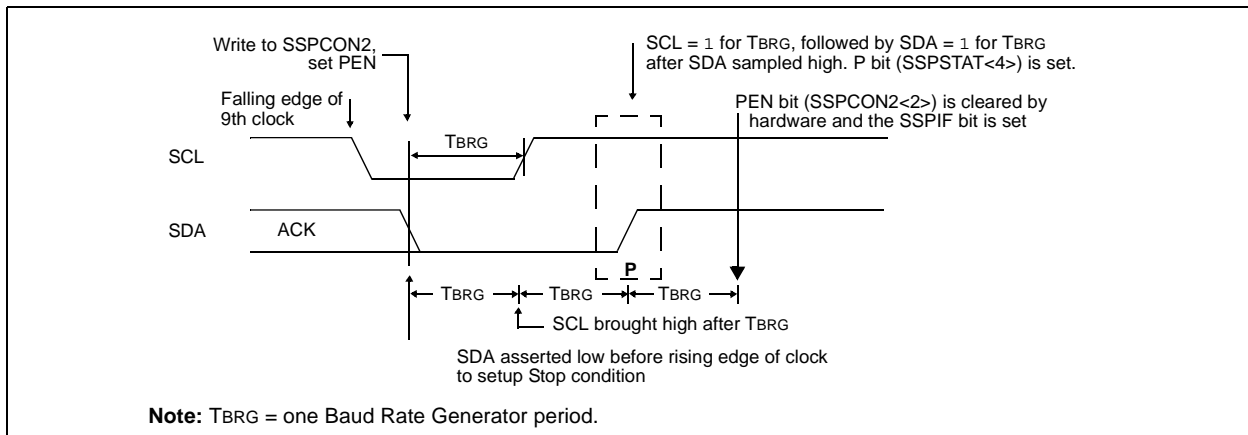 Write to SSPCON2,
set PEN
SCL = 1 for TBRG, followed by SDA = 1 for TBRG
after SDA sampled high. P bit (SSPSTAT<4>) is set.
Falling edge of
9th clock
PEN bit (SSPCON2<2>) is cleared by
hardware and the SSPIF bit is set
TBRG
SCL
SDA
ACK
P
TBRG
TBRG
TBRG
SCL brought high after TBRG
SDA asserted low before rising edge of clock
to setup Stop condition
Note: TBRG = one Baud Rate Generator period.